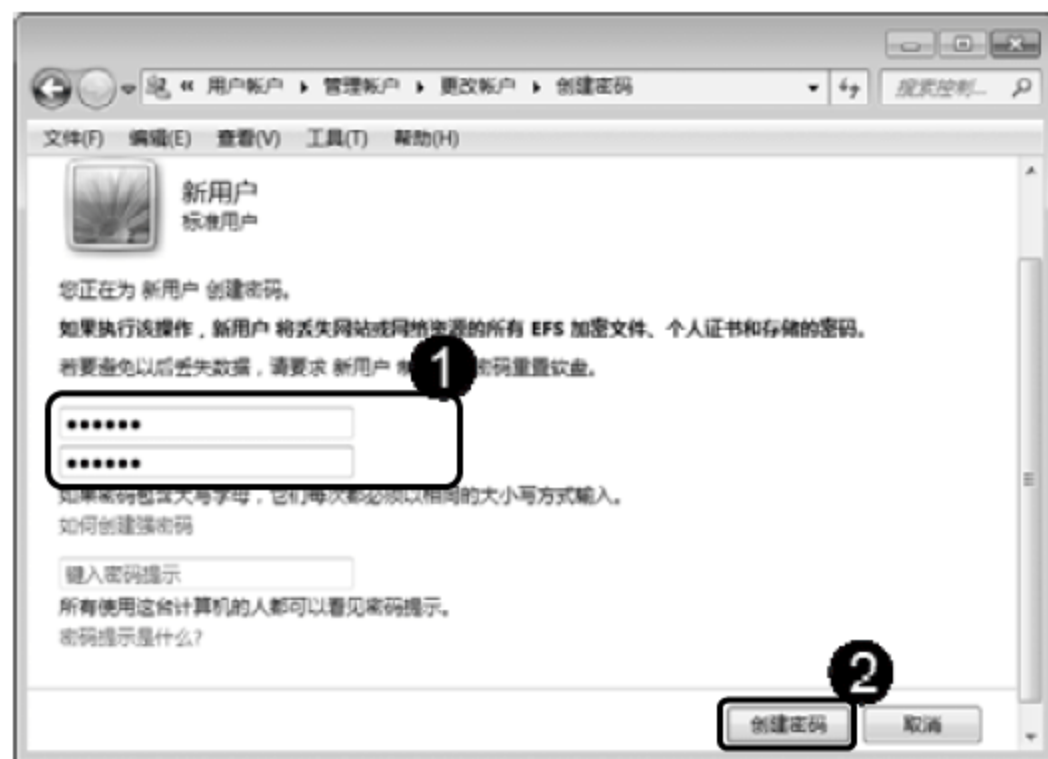 « 用户帐户 ▸ 管理帐户 ▸ 更改帐户 ▸ 创建密码
搜索控制...
文件(F) 编辑(E) 查看(V) 工具(T) 帮助(H)
新用户
标准用户
您正在为 新用户 创建密码。
如果执行该操作，新用户 将丢失网站或网络资源的所有 EFS 加密文件、个人证书和存储的密码。
若要避免以后丢失数据，请要求 新用户 制 密码重置软盘。
1
••••••
••••••
如果密码包含大写字母，它们每次都必须以相同的大小写方式输入。
如何创建强密码
键入密码提示
所有使用这台计算机的人都可以看见密码提示。
密码提示是什么?
2
创建密码 取消